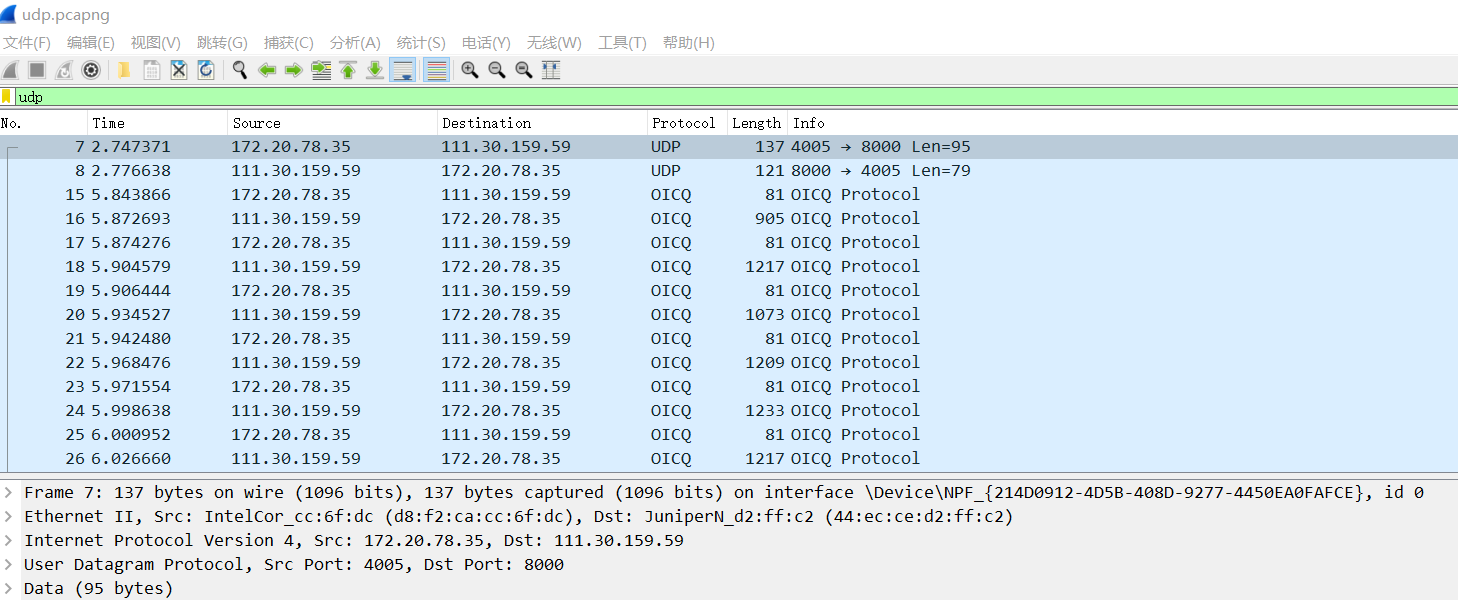 udp.pcapng
文件(F) 编辑(E) 视图(V) 跳转(G) 捕获(C) 分析(A) 统计(S) 电话(Y) 无线(W) 工具(T) 帮助(H)
udp
No. Time Source Destination Protocol Length Info
7 2.747371 172.20.78.35 111.30.159.59 UDP 137 4005 → 8000 Len=95
8 2.776638 111.30.159.59 172.20.78.35 UDP 121 8000 → 4005 Len=79
15 5.843866 172.20.78.35 111.30.159.59 OICQ 81 OICQ Protocol
16 5.872693 111.30.159.59 172.20.78.35 OICQ 905 OICQ Protocol
17 5.874276 172.20.78.35 111.30.159.59 OICQ 81 OICQ Protocol
18 5.904579 111.30.159.59 172.20.78.35 OICQ 1217 OICQ Protocol
19 5.906444 172.20.78.35 111.30.159.59 OICQ 81 OICQ Protocol
20 5.934527 111.30.159.59 172.20.78.35 OICQ 1073 OICQ Protocol
21 5.942480 172.20.78.35 111.30.159.59 OICQ 81 OICQ Protocol
22 5.968476 111.30.159.59 172.20.78.35 OICQ 1209 OICQ Protocol
23 5.971554 172.20.78.35 111.30.159.59 OICQ 81 OICQ Protocol
24 5.998638 111.30.159.59 172.20.78.35 OICQ 1233 OICQ Protocol
25 6.000952 172.20.78.35 111.30.159.59 OICQ 81 OICQ Protocol
26 6.026660 111.30.159.59 172.20.78.35 OICQ 1217 OICQ Protocol
Frame 7: 137 bytes on wire (1096 bits), 137 bytes captured (1096 bits) on interface \Device\NPF_{214D0912-4D5B-408D-9277-4450EA0FAFCE}, id 0
Ethernet II, Src: IntelCor_cc:6f:dc (d8:f2:ca:cc:6f:dc), Dst: JuniperN_d2:ff:c2 (44:ec:ce:d2:ff:c2)
Internet Protocol Version 4, Src: 172.20.78.35, Dst: 111.30.159.59
User Datagram Protocol, Src Port: 4005, Dst Port: 8000
Data (95 bytes)